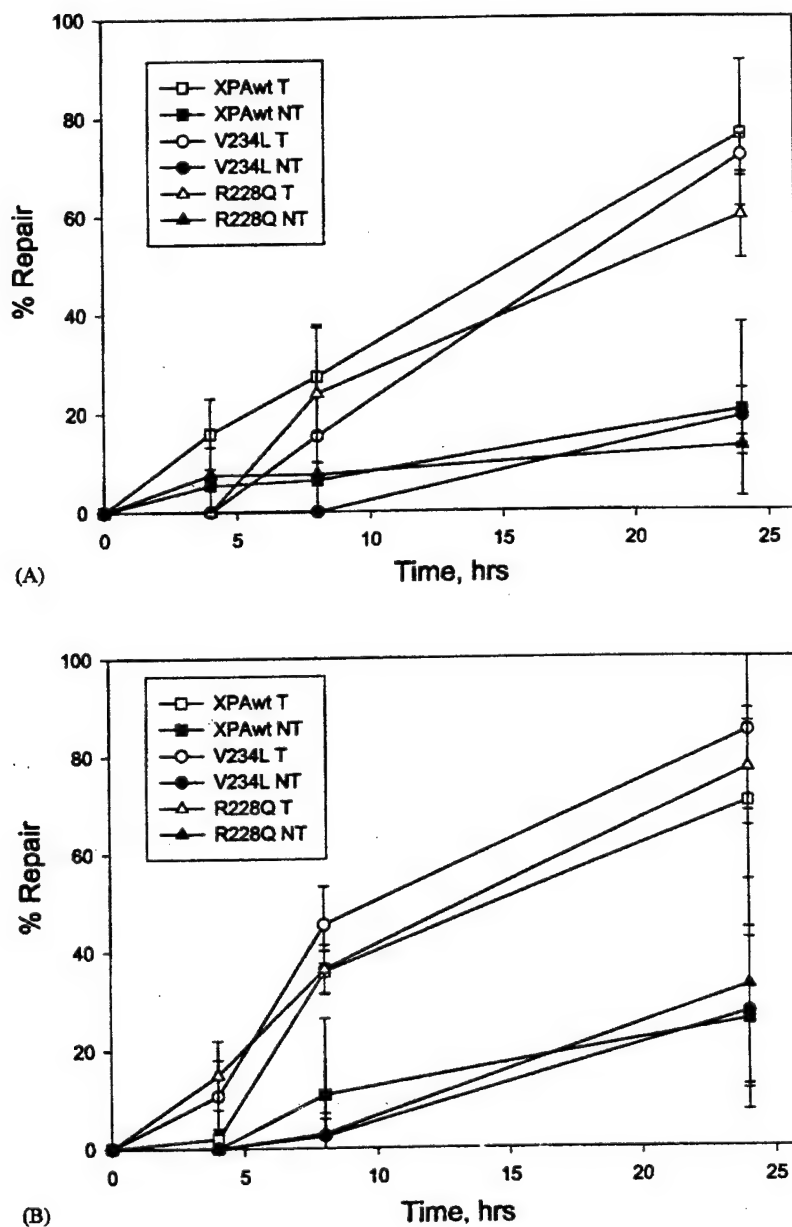 100
80
60
40
20
0
% Repair
XPAwt T
XPAwt NT
V234L T
V234L NT
R228Q T
R228Q NT
0 5 10 15 20 25
Time, hrs
(A)
100
80
60
40
20
0
% Repair
XPAwt T
XPAwt NT
V234L T
V234L NT
R228Q T
R228Q NT
0 5 10 15 20 25
Time, hrs
(B)